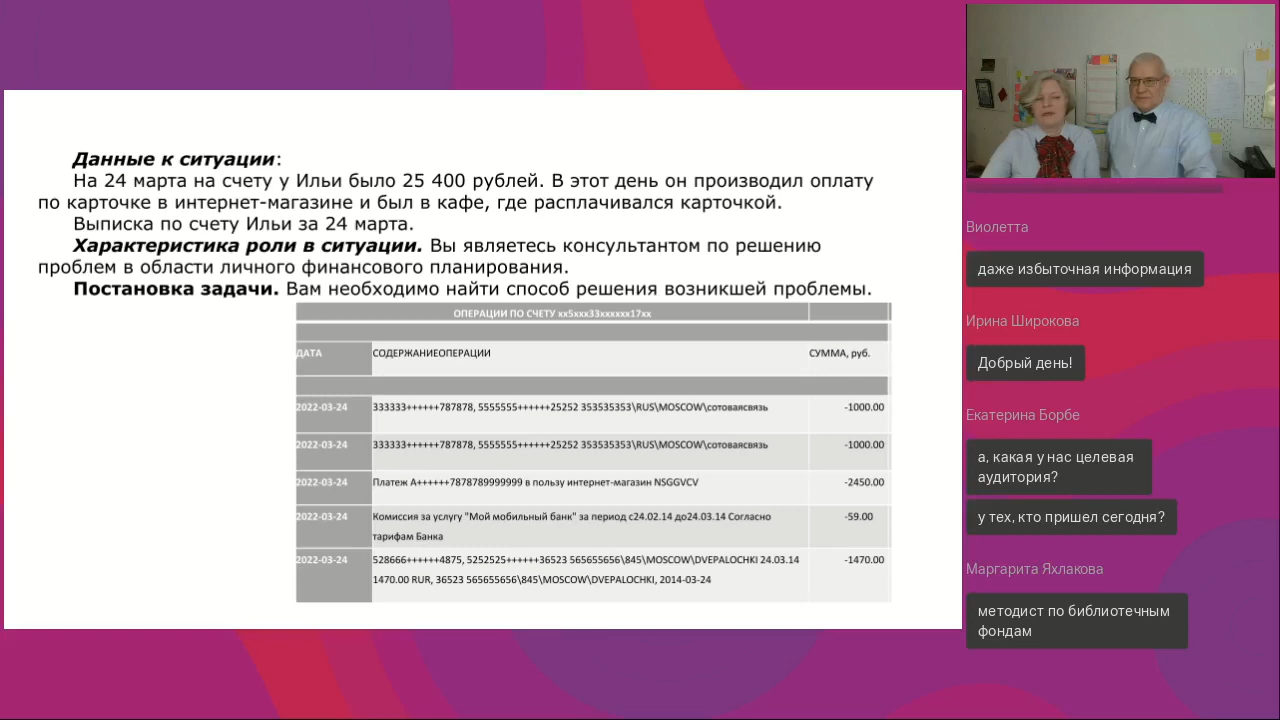 Данные к ситуации:
На 24 марта на счету у Ильи было 25 400 рублей. В этот день он производил оплату
по карточке в интернет-магазине и был в кафе, где расплачивался карточкой.
Выписка по счету Ильи за 24 марта.
Характеристика роли в ситуации. Вы являетесь консультантом по решению
проблем в области личного финансового планирования.
Постановка задачи. Вам необходимо найти способ решения возникшей проблемы.
ОПЕРАЦИИ ПО СЧЕТУ xx5xxx33xxxxxx17xx
ДАТА СОДЕРЖАНИЕОПЕРАЦИИ СУММА, руб.
2022-03-24 333333++++++787878, 5555555++++++25252 353535353\RUS\MOSCOW\сотоваясвязь -1000.00
2022-03-24 333333++++++787878, 5555555++++++25252 353535353\RUS\MOSCOW\сотоваясвязь -1000.00
2022-03-24 Платеж А++++++7878789999999 в пользу интернет-магазин NSGGVCV -2450.00
2022-03-24 Комиссия за услугу "Мой мобильный банк" за период с24.02.14 до24.03.14 Согласно -59.00
тарифам Банка
2022-03-24 528666++++++4875, 5252525++++++36523 565655656\845\MOSCOW\DVEPALOCHKI 24.03.14 -1470.00
1470.00 RUR, 36523 565655656\845\MOSCOW\DVEPALOCHKI, 2014-03-24
Виолетта
даже избыточная информация
Ирина Широкова
Добрый день!
Екатерина Борбе
а, какая у нас целевая
аудитория?
у тех, кто пришел сегодня?
Маргарита Яхлакова
методист по библиотечным
фондам